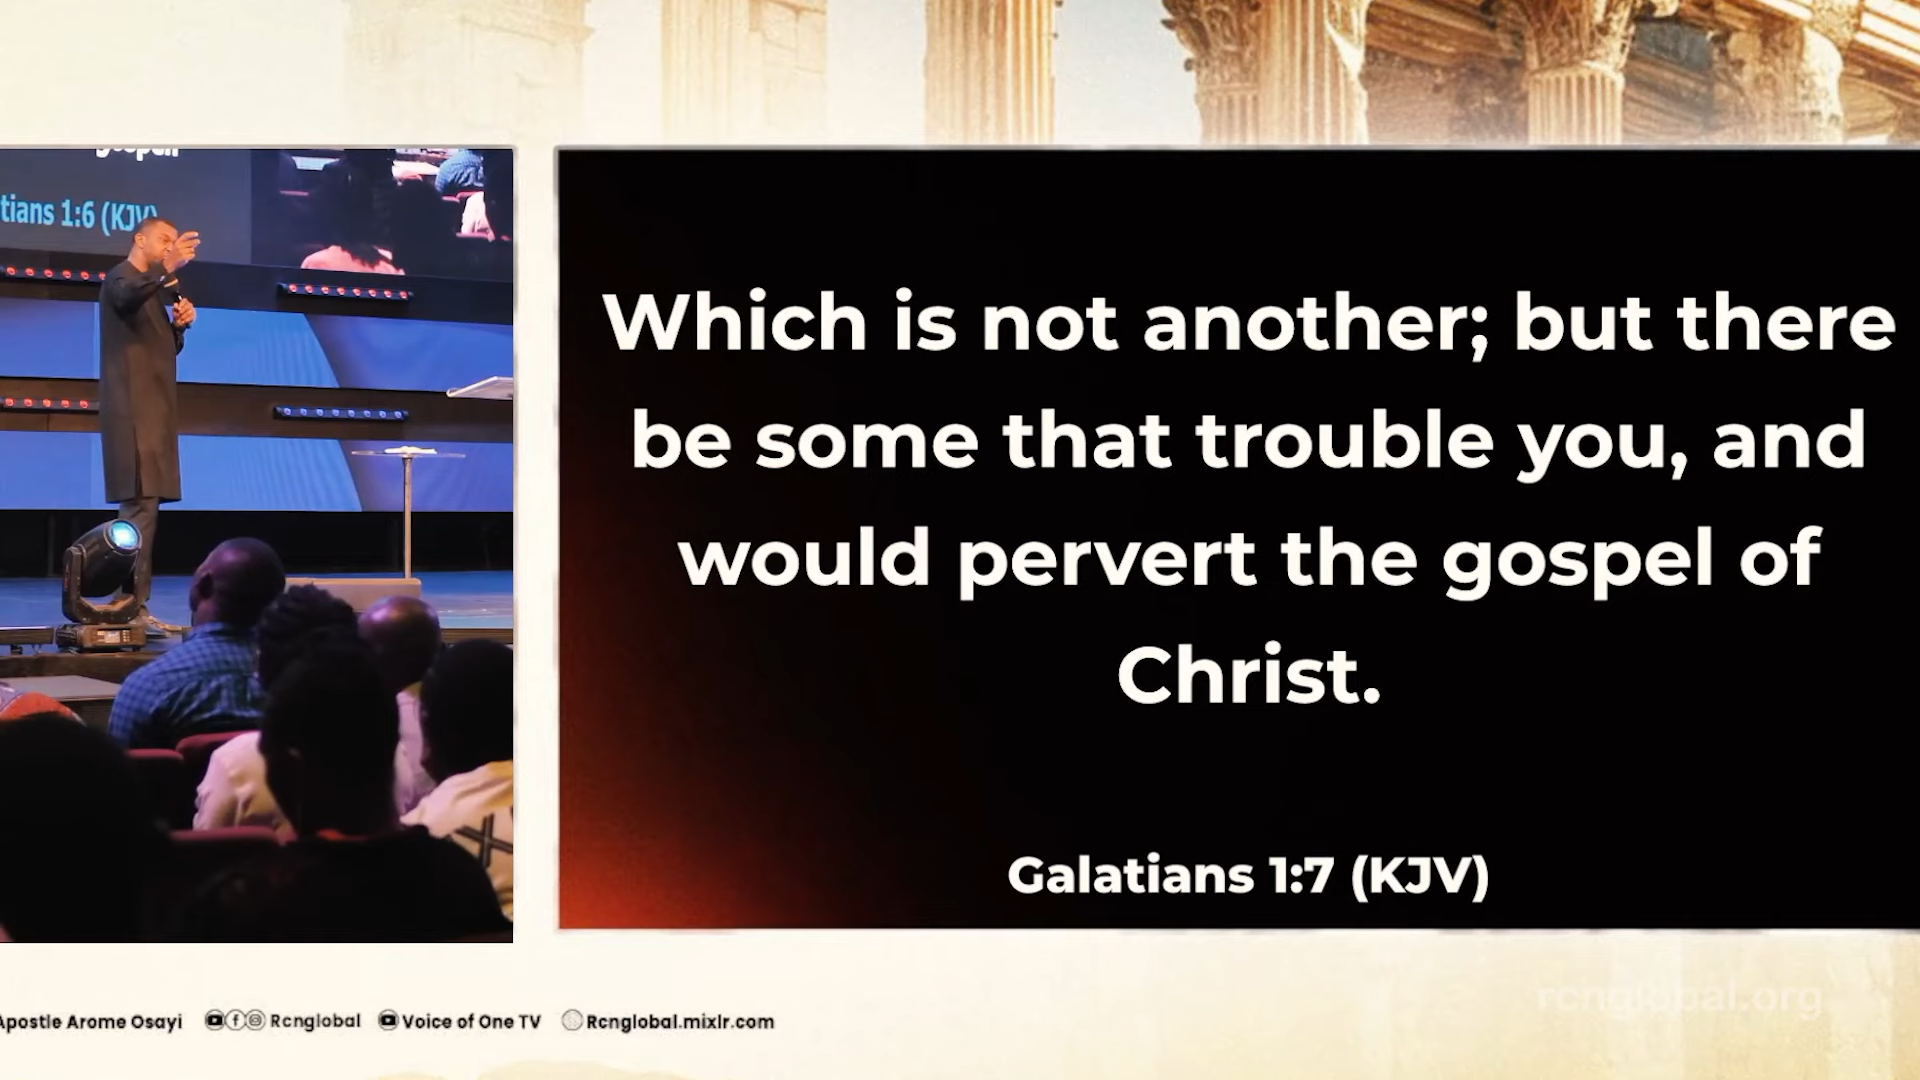 gospel
tians 1:6 (KJV)
Which is not another; but there
be some that trouble you, and
would pervert the gospel of
Christ.
Galatians 1:7 (KJV)
rcnglobal.org
Apostle Arome Osayi Rcnglobal Voice of One TV Rcnglobal.mixlr.com